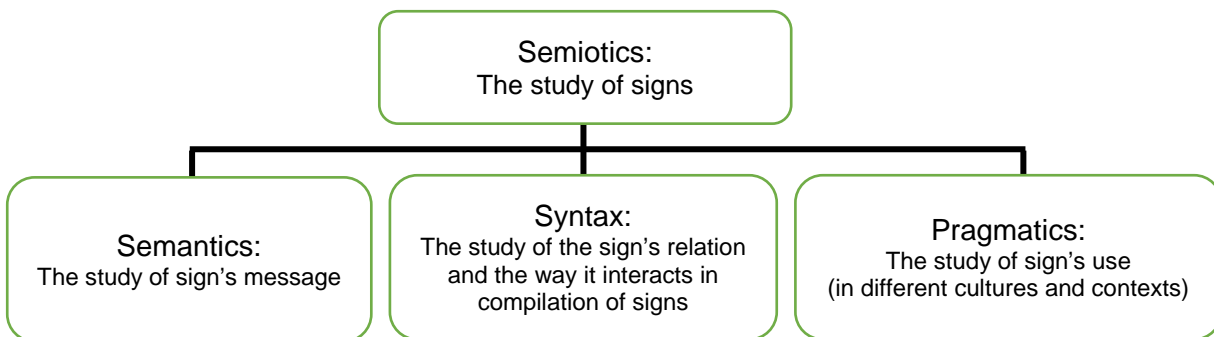 Semiotics:
The study of signs
Semantics:
The study of sign’s message
Syntax:
The study of the sign’s relation
and the way it interacts in
compilation of signs
Pragmatics:
The study of sign’s use
(in different cultures and contexts)